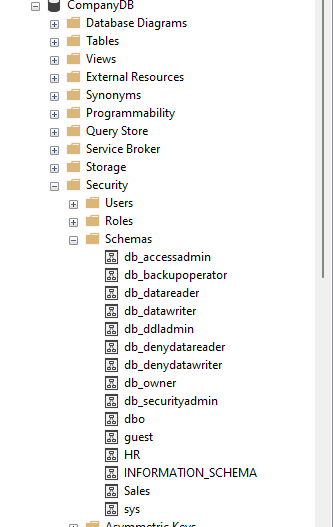 CompanyDB
Database Diagrams
Tables
Views
External Resources
Synonyms
Programmability
Query Store
Service Broker
Storage
Security
Users
Roles
Schemas
db_accessadmin
db_backupoperator
db_datareader
db_datawriter
db_ddladmin
db_denydatareader
db_denydatawriter
db_owner
db_securityadmin
dbo
guest
HR
INFORMATION_SCHEMA
Sales
sys
Asymmetric Keys